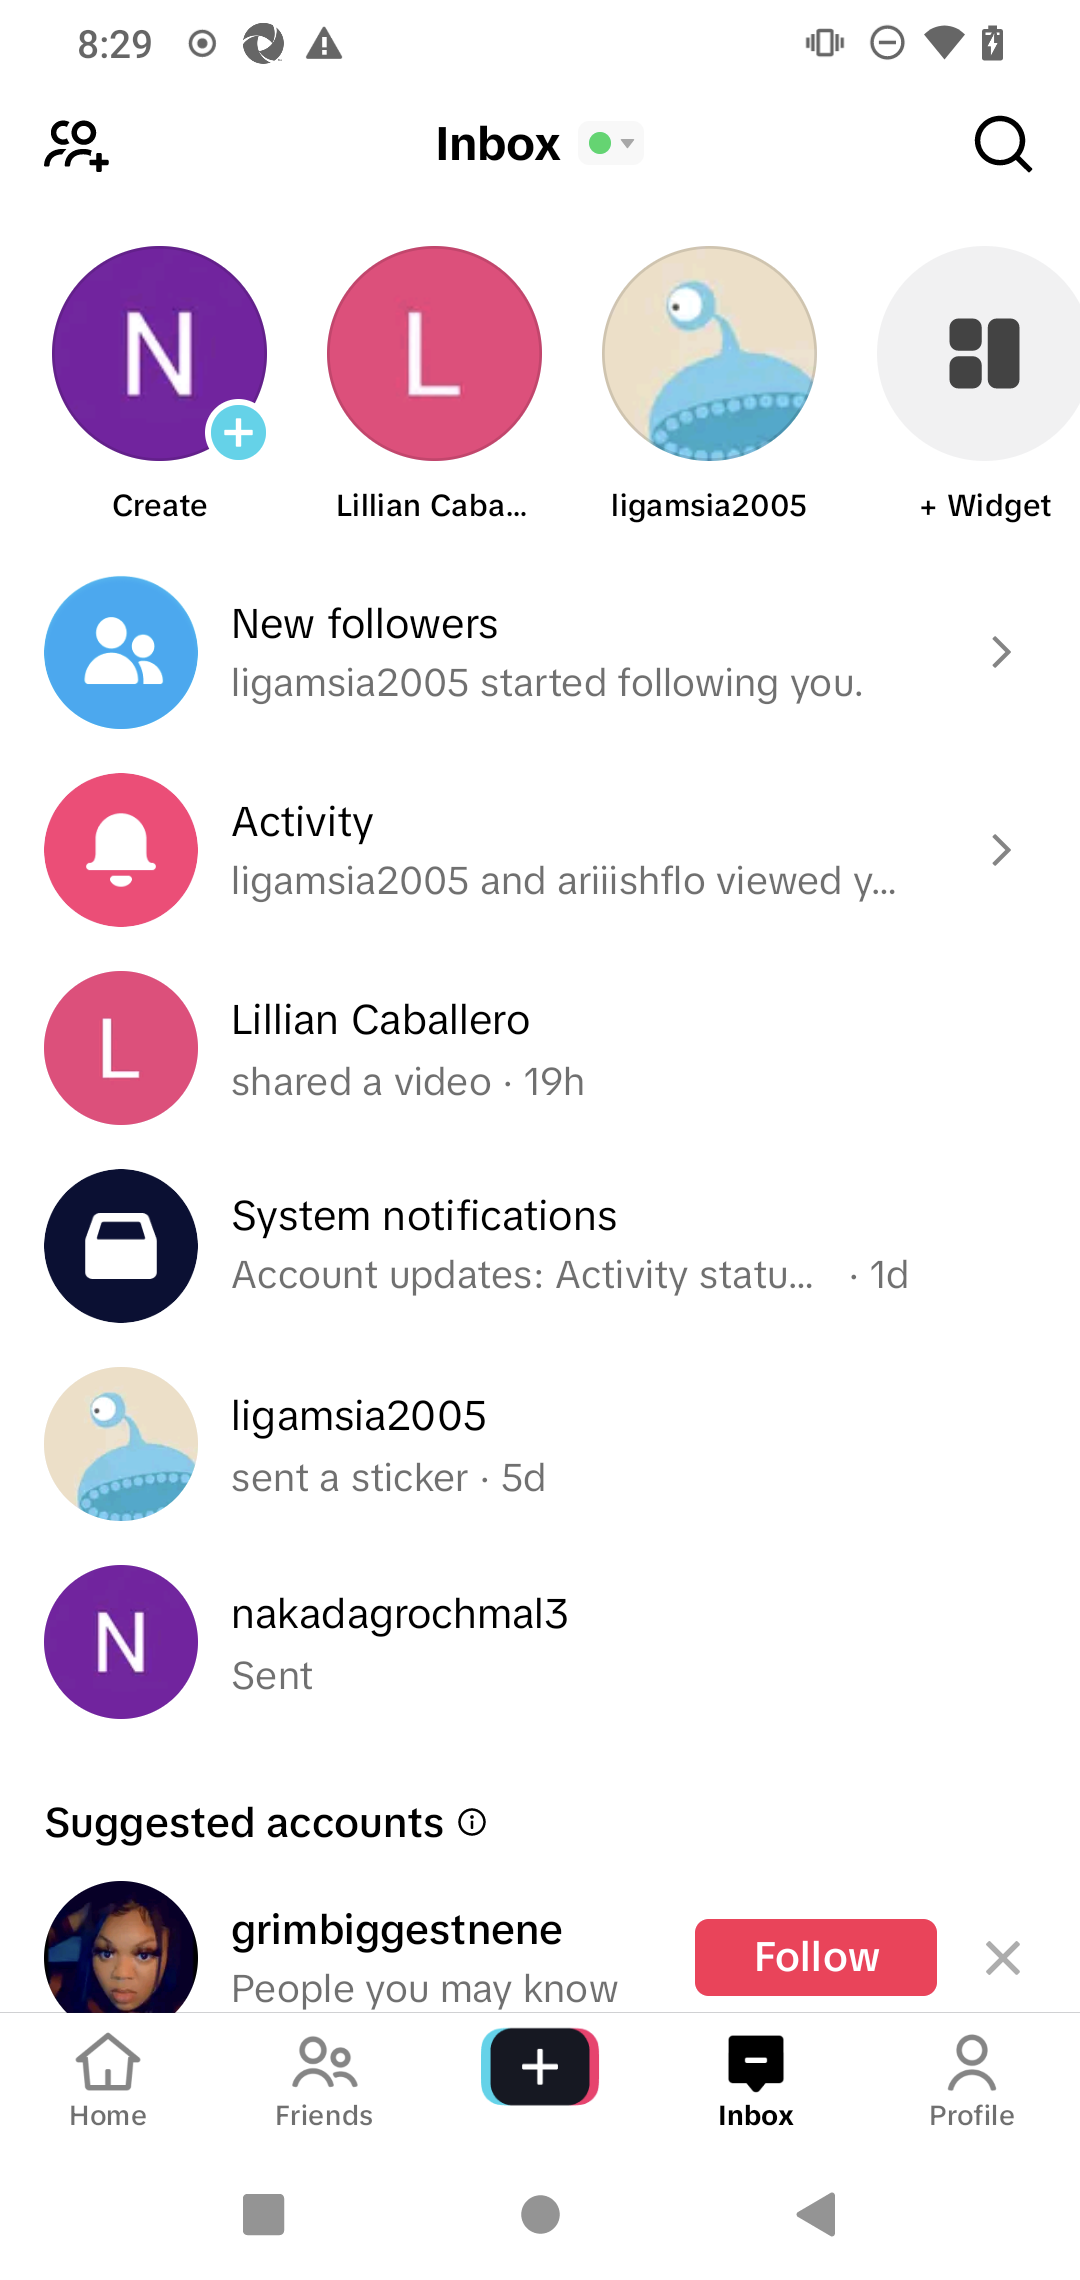 8:29
Inbox
N
L
Create
Lillian Caba...
ligamsia2005
+ Widget
New followers
ligamsia2005 started following you.
Activity
ligamsia2005 and ariiishflo viewed y...
L
Lillian Caballero
shared a video · 19h
System notifications
Account updates: Activity statu... · 1d
ligamsia2005
sent a sticker · 5d
N
nakadagrochmal3
Sent
Suggested accounts
grimbiggestnene
People you may know
Follow
Home
Friends
Inbox
Profile